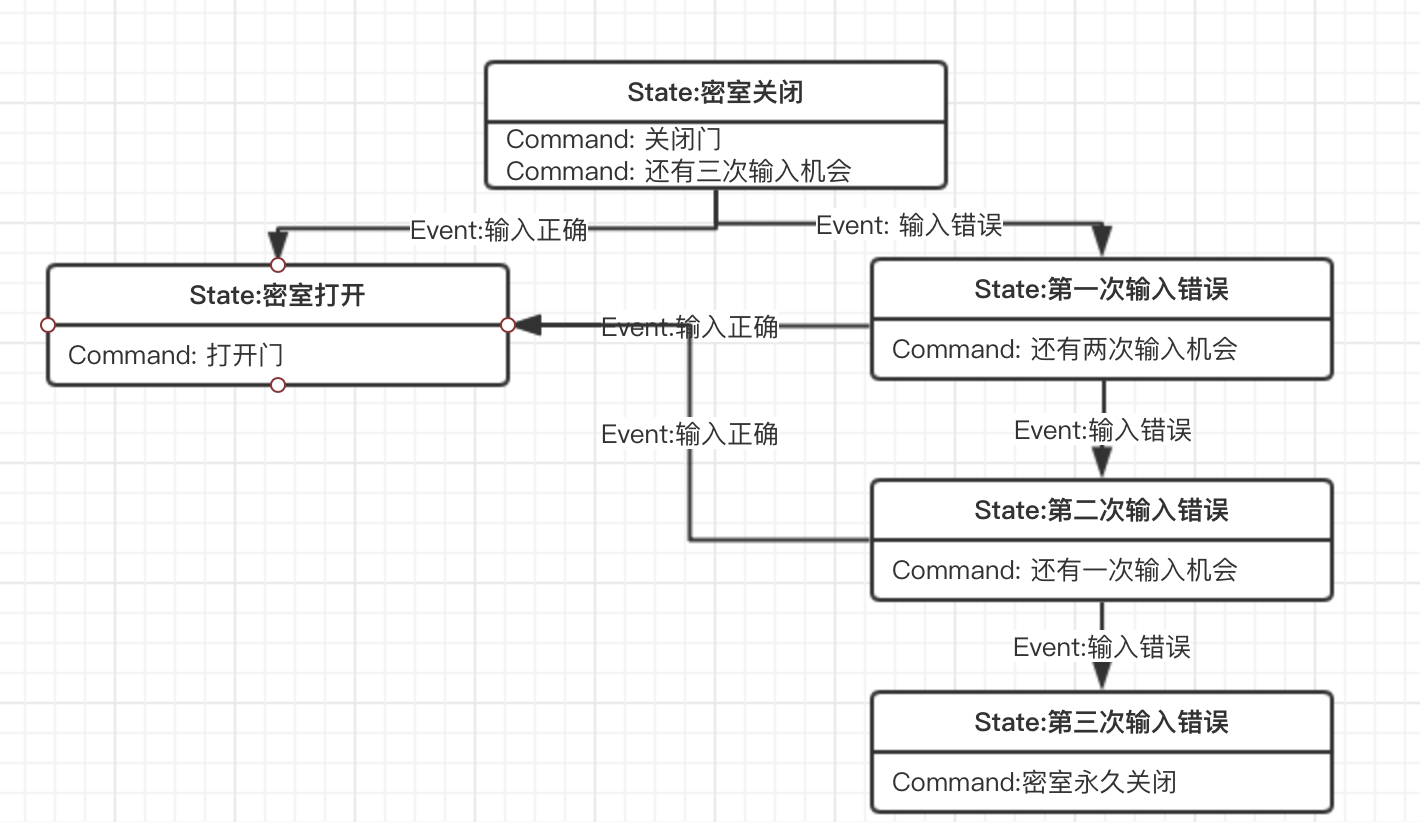 State:密室关闭
Command: 关闭门
Command: 还有三次输入机会
Event:输入正确
Event: 输入错误
State:密室打开
Command: 打开门
State:第一次输入错误
Command: 还有两次输入机会
Event:输入正确
Event:输入正确
Event:输入错误
State:第二次输入错误
Command: 还有一次输入机会
Event:输入错误
State:第三次输入错误
Command:密室永久关闭